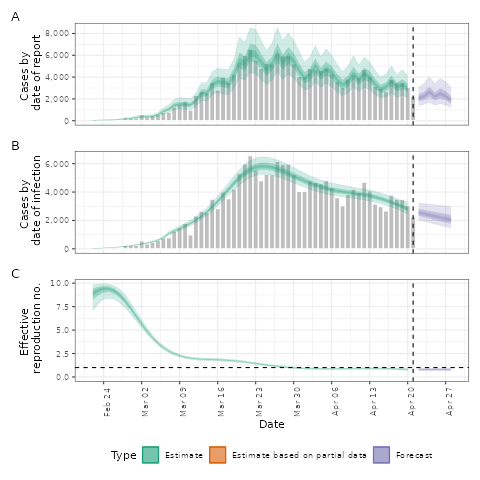 A
8,000
6,000
4,000
2,000
0
Cases by
date of report
B
6,000
4,000
2,000
0
Cases by
date of infection
C
10.0
7.5
5.0
2.5
0.0
Effective
reproduction no.
Feb 24
Mar 02
Mar 09
Mar 16
Mar 23
Mar 30
Apr 06
Apr 13
Apr 20
Apr 27
Date
Type Estimate Estimate based on partial data Forecast